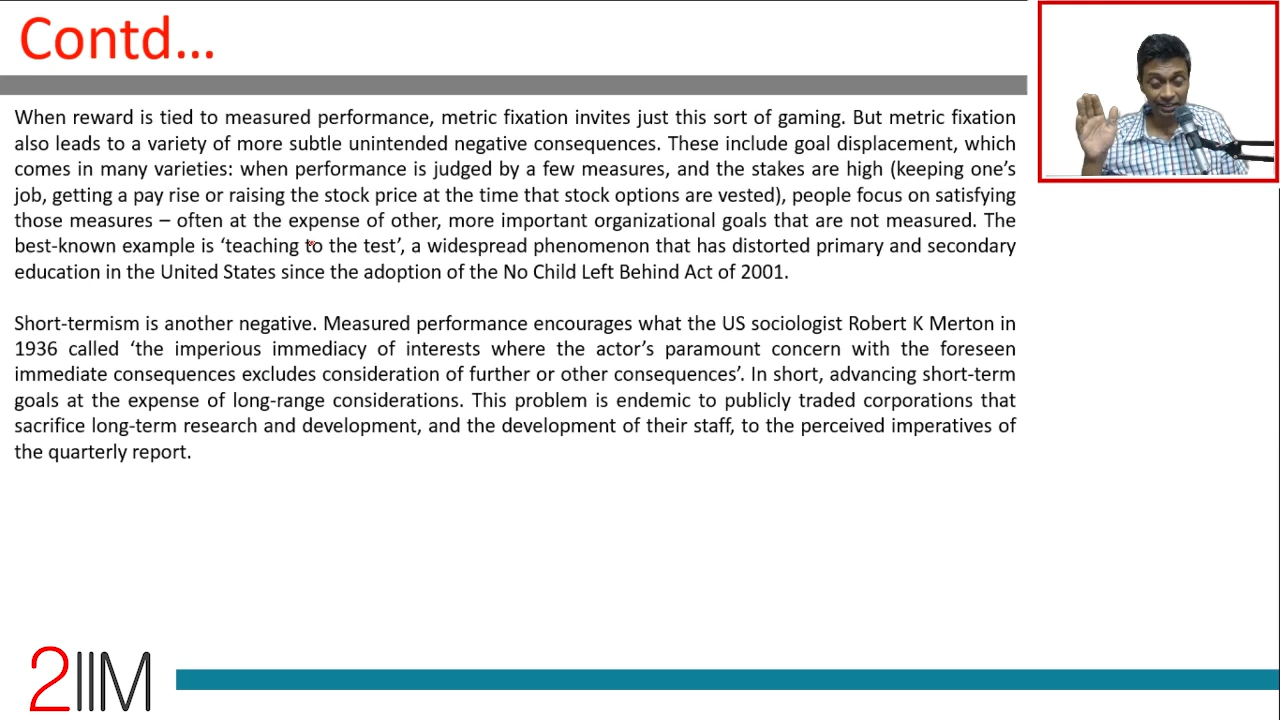 Contd...
When reward is tied to measured performance, metric fixation invites just this sort of gaming. But metric fixation
also leads to a variety of more subtle unintended negative consequences. These include goal displacement, which
comes in many varieties: when performance is judged by a few measures, and the stakes are high (keeping one’s
job, getting a pay rise or raising the stock price at the time that stock options are vested), people focus on satisfying
those measures – often at the expense of other, more important organizational goals that are not measured. The
best-known example is ‘teaching to the test’, a widespread phenomenon that has distorted primary and secondary
education in the United States since the adoption of the No Child Left Behind Act of 2001.
Short-termism is another negative. Measured performance encourages what the US sociologist Robert K Merton in
1936 called ‘the imperious immediacy of interests where the actor’s paramount concern with the foreseen
immediate consequences excludes consideration of further or other consequences’. In short, advancing short-term
goals at the expense of long-range considerations. This problem is endemic to publicly traded corporations that
sacrifice long-term research and development, and the development of their staff, to the perceived imperatives of
the quarterly report.
2IIM